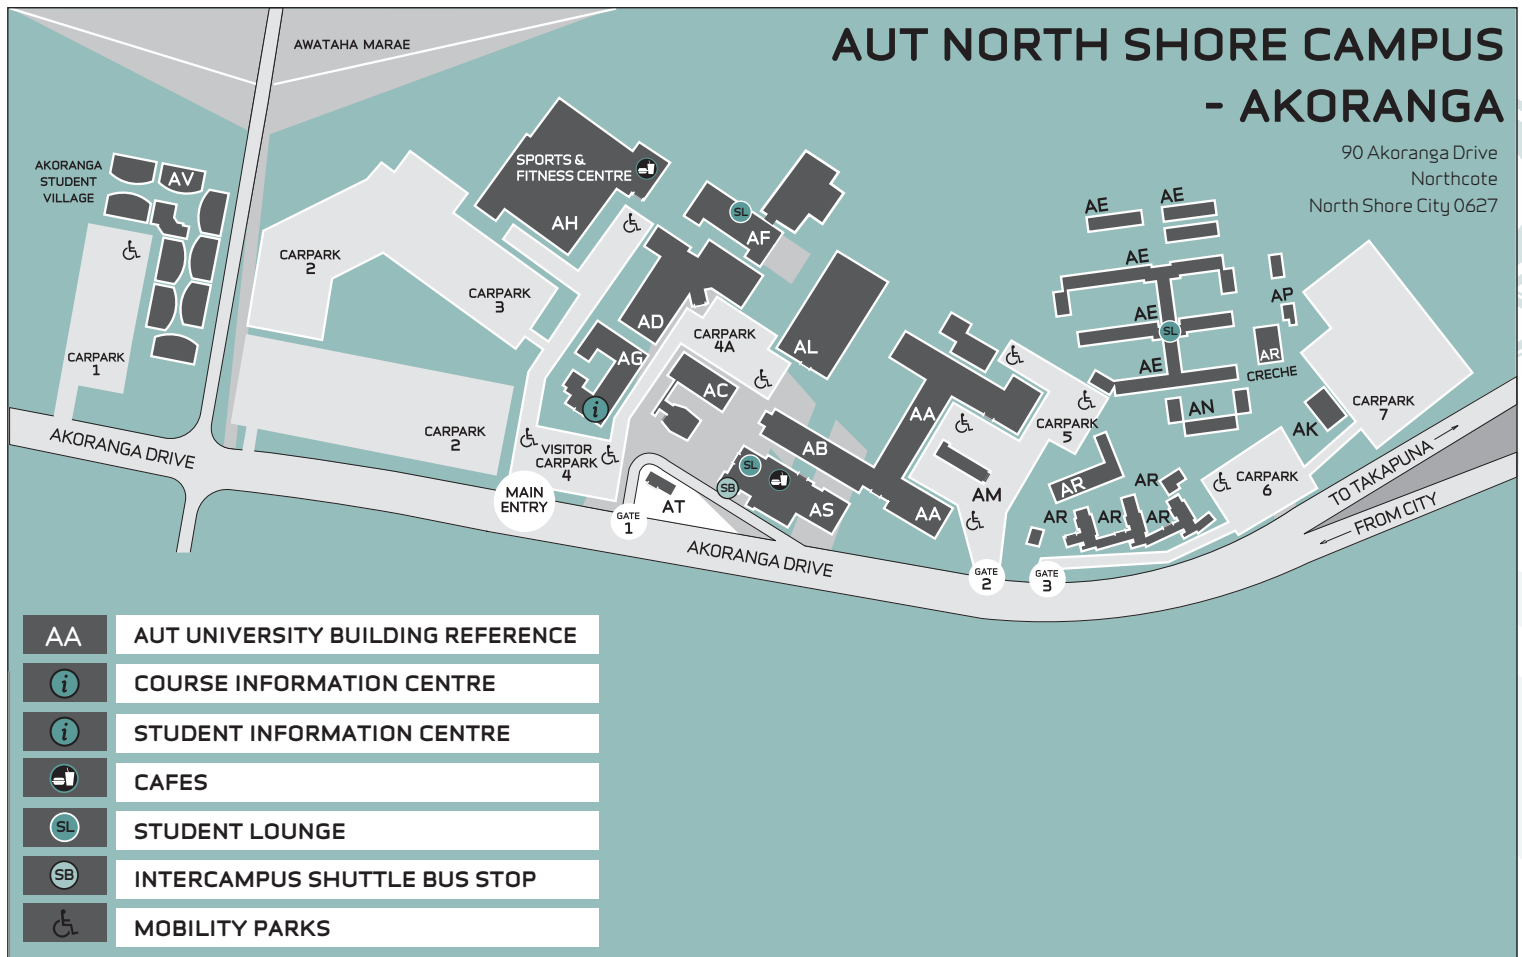 AUT NORTH SHORE CAMPUS
- AKORANGA
90 Akoranga Drive
Northcote
North Shore City 0627
AWATAHA MARAE
AKORANGA
STUDENT
VILLAGE
AV
CARPARK
1
CARPARK
2
CARPARK
3
CARPARK
2
SPORTS &
FITNESS CENTRE
AH
SL
AF
AD
CARPARK
4A
AL
AG
AC
i
VISITOR
CARPARK
4
MAIN
ENTRY
GATE
1
AT
SL
SB
AB
AS
AA
AA
AM
CARPARK
5
GATE
2
GATE
3
AE
AE
AE
AE
SL
AE
AP
AR
CRECHE
AN
AK
CARPARK
7
CARPARK
6
AR
AR
AR
AR
AR
AKORANGA DRIVE
AKORANGA DRIVE
TO TAKAPUNA
FROM CITY
AA AUT UNIVERSITY BUILDING REFERENCE
i COURSE INFORMATION CENTRE
i STUDENT INFORMATION CENTRE
CAFES
SL STUDENT LOUNGE
SB INTERCAMPUS SHUTTLE BUS STOP
MOBILITY PARKS